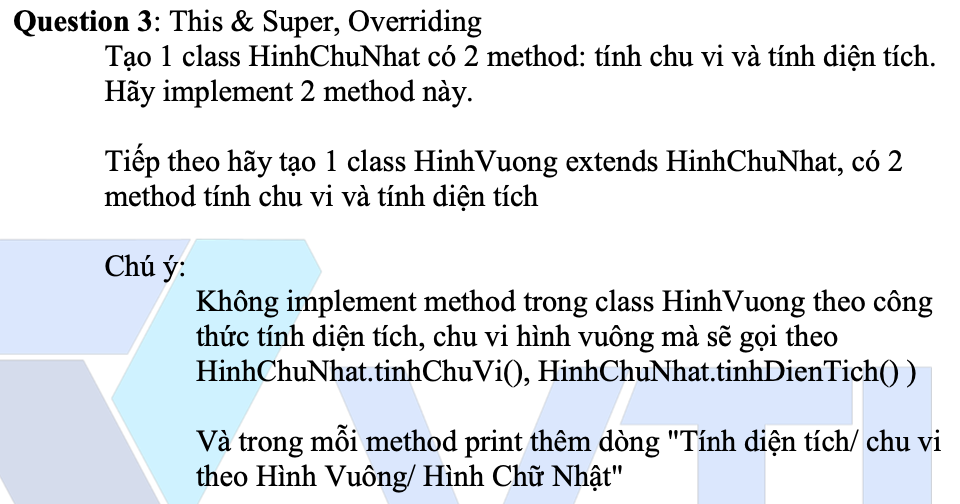 Question 3: This & Super, Overriding
Tạo 1 class HinhChuNhat có 2 method: tính chu vi và tính diện tích.
Hãy implement 2 method này.
Tiếp theo hãy tạo 1 class HinhVuong extends HinhChuNhat, có 2
method tính chu vi và tính diện tích
Chú ý:
Không implement method trong class HinhVuong theo công
thức tính diện tích, chu vi hình vuông mà sẽ gọi theo
HinhChuNhat.tinhChuVi(), HinhChuNhat.tinhDienTich() )
Và trong mỗi method print thêm dòng "Tính diện tích/ chu vi
theo Hình Vuông/ Hình Chữ Nhật"
VTI